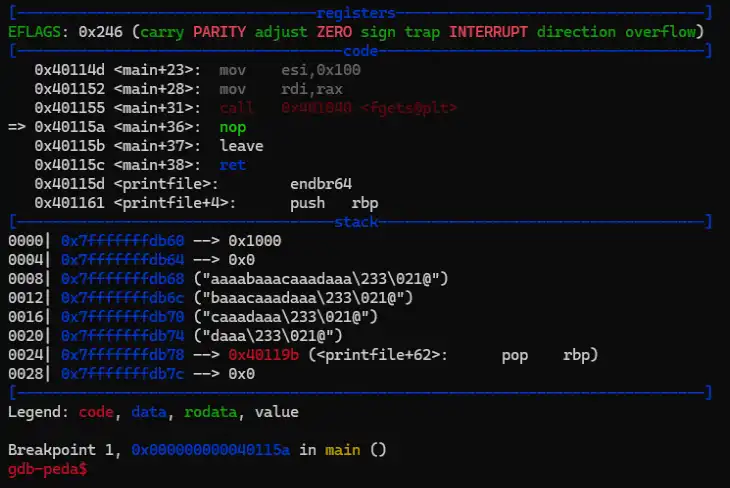 [----------------------------------registers-----------------------------------]
EFLAGS: 0x246 (carry PARITY adjust ZERO sign trap INTERRUPT direction overflow)
[-------------------------------------code-------------------------------------]
   0x40114d <main+23>:	mov    esi,0x100
   0x401152 <main+28>:	mov    rdi,rax
   0x401155 <main+31>:	call   0x401040 <fgets@plt>
=> 0x40115a <main+36>:	nop
   0x40115b <main+37>:	leave
   0x40115c <main+38>:	ret
   0x40115d <printfile>:	endbr64
   0x401161 <printfile+4>:	push   rbp
[------------------------------------stack-------------------------------------]
0000| 0x7fffffffdb60 --> 0x1000
0004| 0x7fffffffdb64 --> 0x0
0008| 0x7fffffffdb68 ("aaaabaaacaaadaaa\233\021@")
0012| 0x7fffffffdb6c ("baaacaaadaaa\233\021@")
0016| 0x7fffffffdb70 ("caaadaaa\233\021@")
0020| 0x7fffffffdb74 ("daaa\233\021@")
0024| 0x7fffffffdb78 --> 0x40119b (<printfile+62>:	pop    rbp)
0028| 0x7fffffffdb7c --> 0x0
[------------------------------------------------------------------------------]
Legend: code, data, rodata, value
Breakpoint 1, 0x000000000040115a in main ()
gdb-peda$